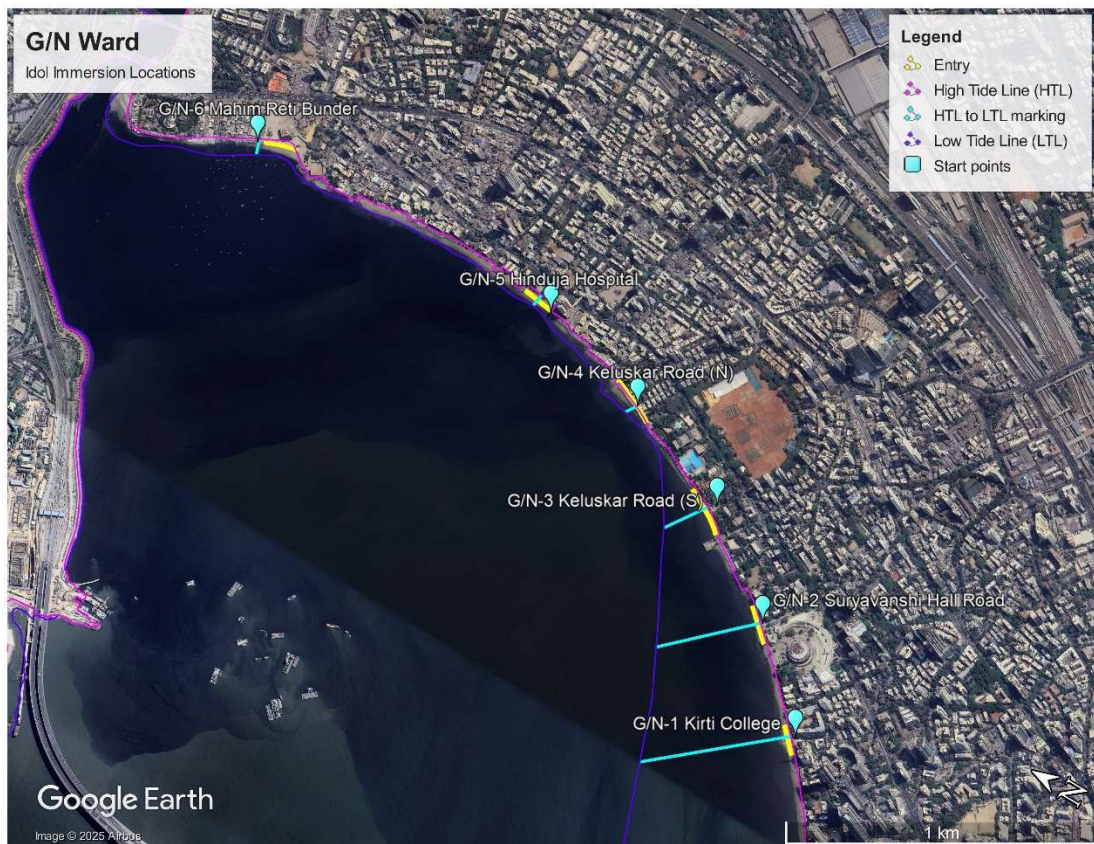 G/N Ward
Idol Immersion Locations
Legend
Entry
High Tide Line (HTL)
HTL to LTL marking
Low Tide Line (LTL)
Start points
G/N-6 Mahim Reti Bunder
G/N-5 Hinduja Hospital
G/N-4 Keluskar Road (N)
G/N-3 Keluskar Road (S)
G/N-2 Suryavanshi Hall Road
G/N-1 Kirti College
N
Google Earth
Image © 2025 Airbus
1 km